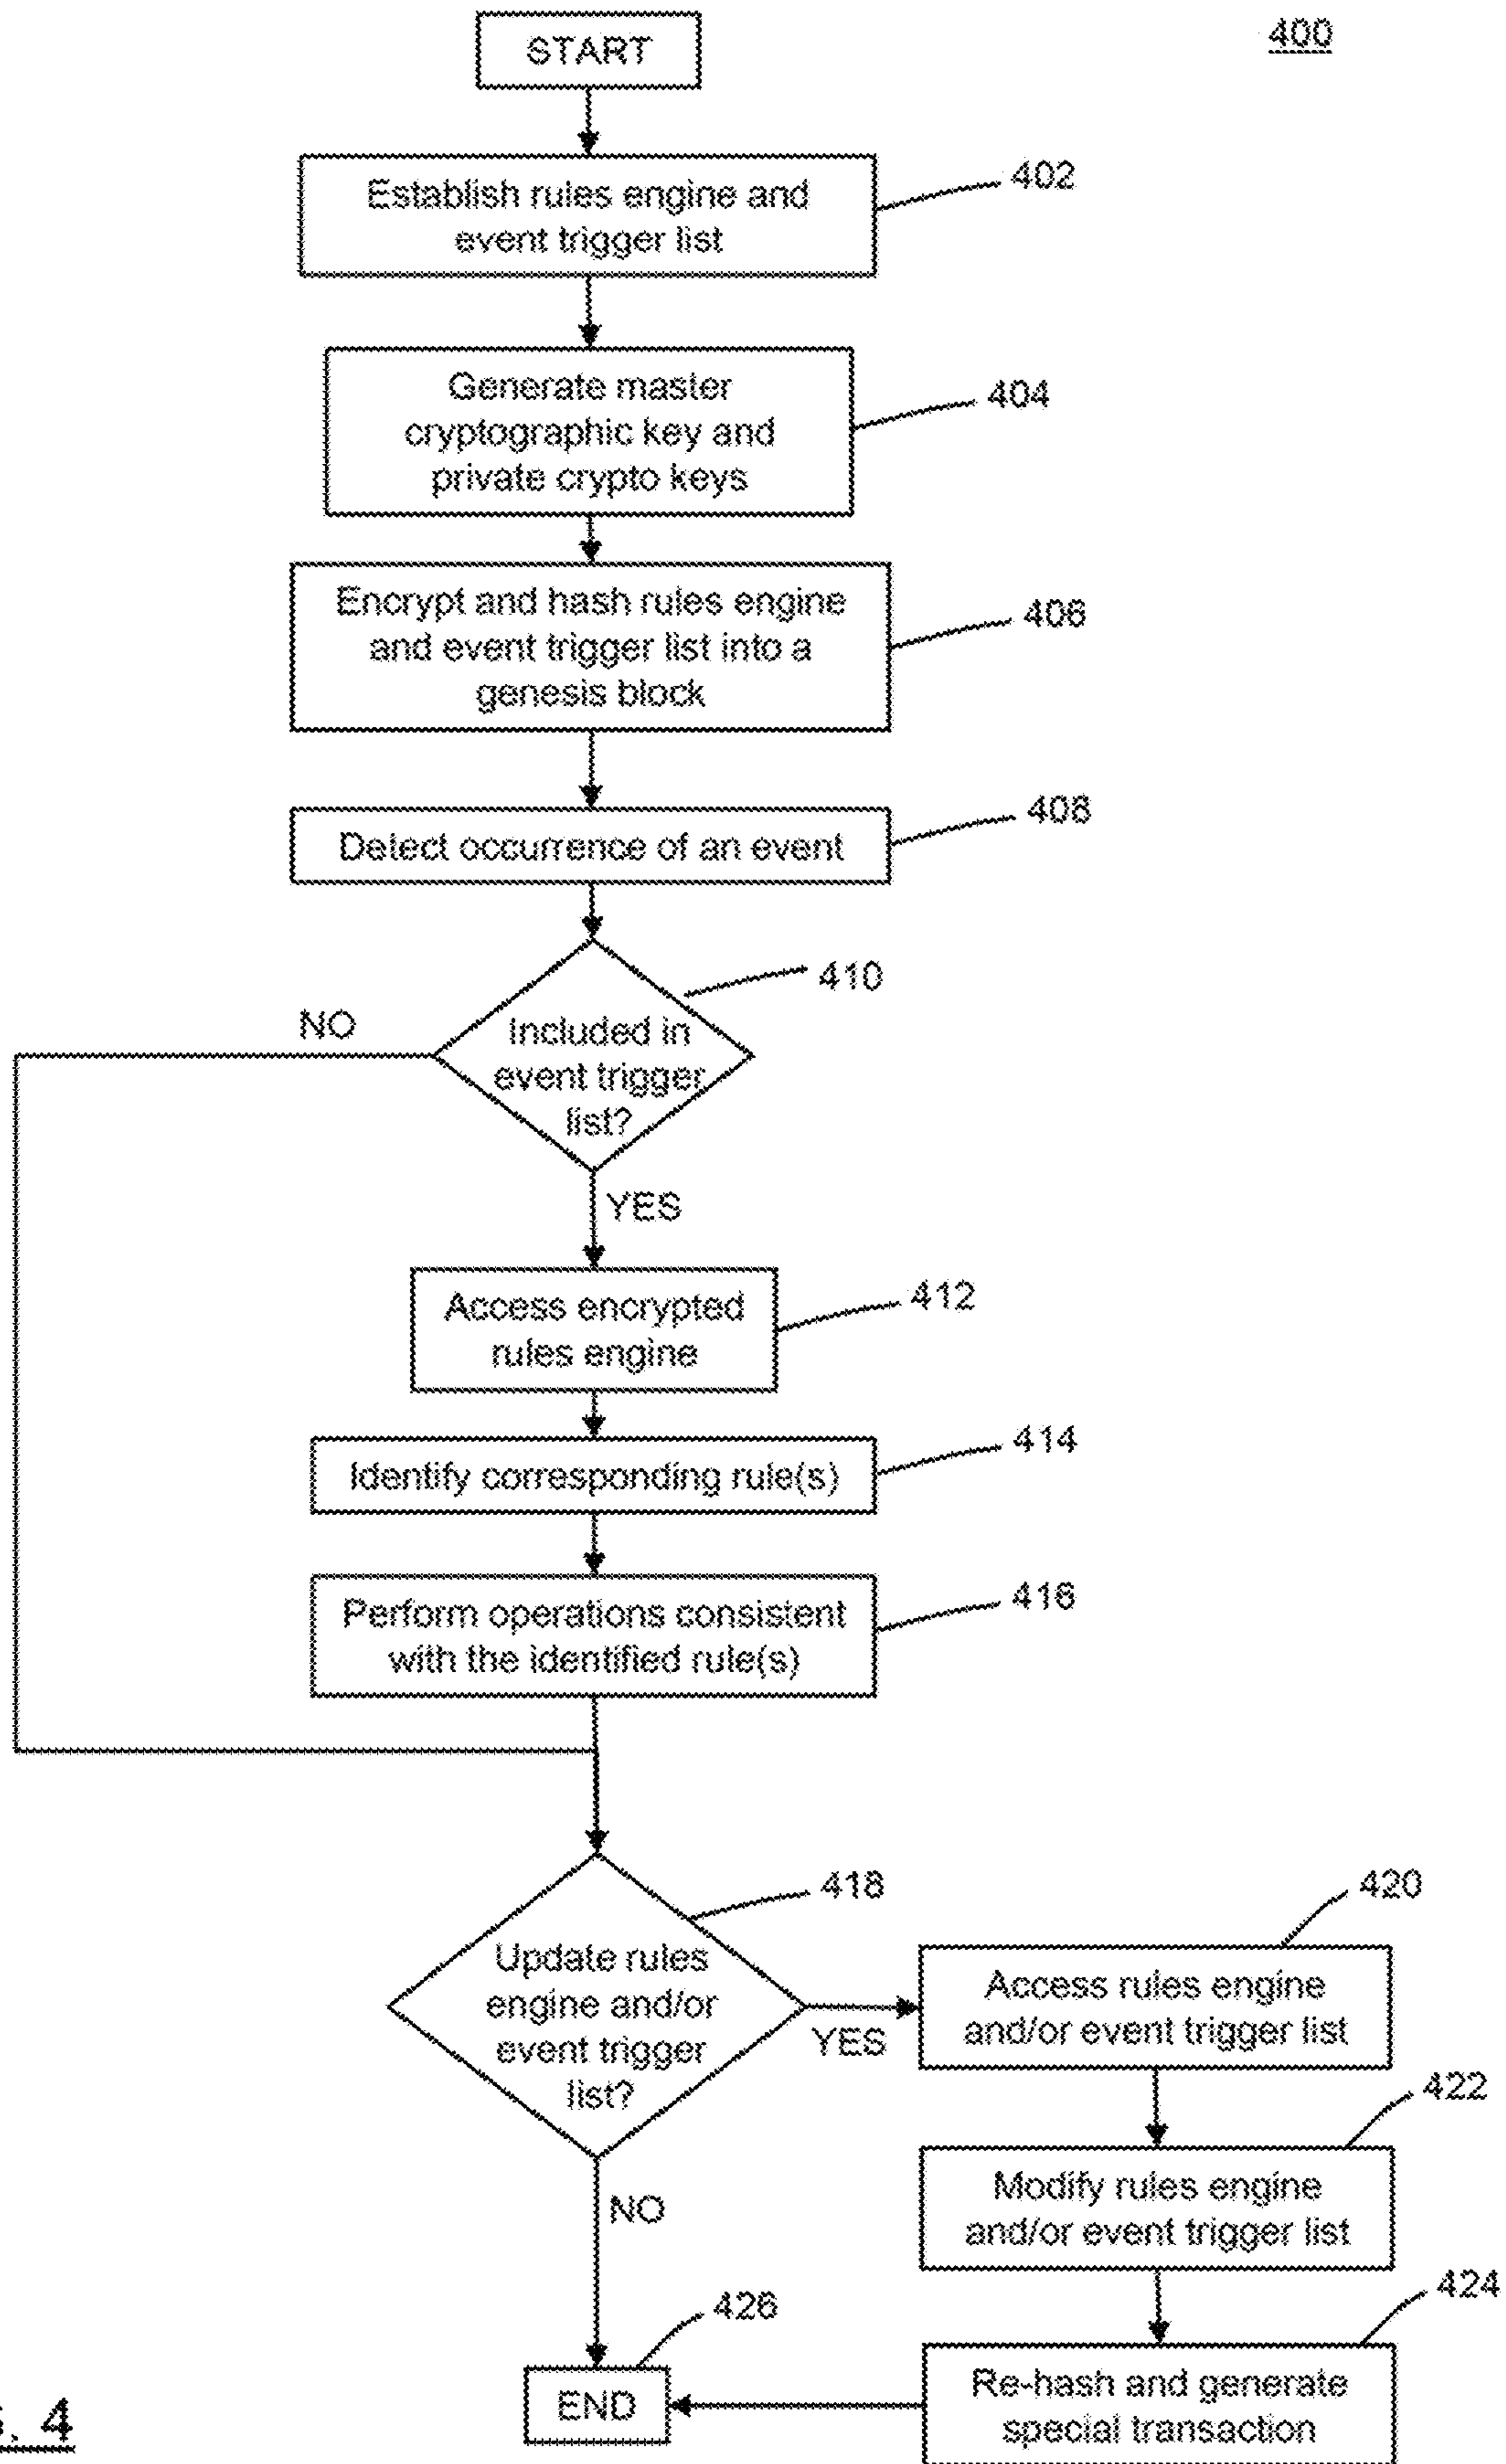 400
START
402
Establish rules engine and
event trigger list
404
Generate master
cryptographic key and
private crypto keys
406
Encrypt and hash rules engine
and event trigger list into a
genesis block
408
Detect occurrence of an event
410
NO
Included in
event trigger
list?
YES
412
Access encrypted
rules engine
414
Identify corresponding rule(s)
416
Perform operations consistent
with the identified rule(s)
418
Update rules
engine and/or
event trigger
list?
YES
420
Access rules engine
and/or event trigger list
422
Modify rules engine
and/or event trigger list
NO
424
Re-hash and generate
special transaction
426
END
. 4